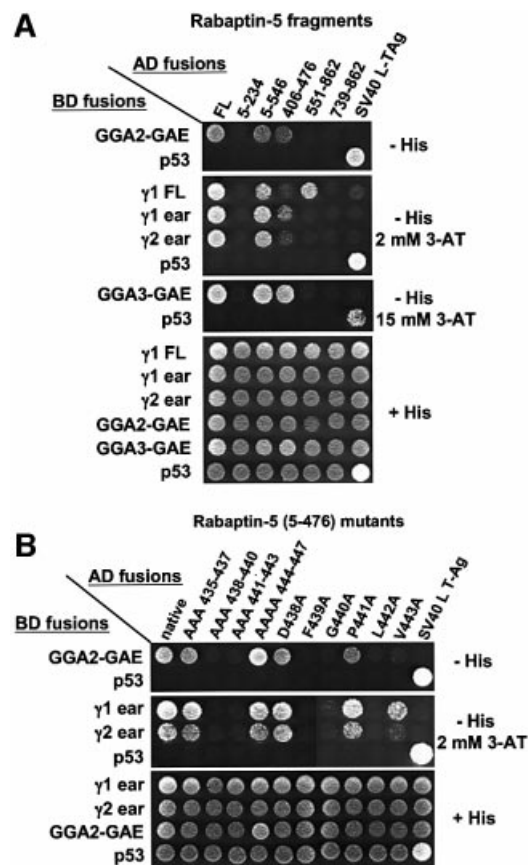 A
Rabaptin-5 fragments
AD fusions
BD fusions
FL
5-234
5-546
406-476
551-862
739-862
SV40 L-TAg
GGA2-GAE
p53
- His
γ1 FL
γ1 ear
γ2 ear
p53
- His
2 mM 3-AT
GGA3-GAE
p53
- His
15 mM 3-AT
γ1 FL
γ1 ear
γ2 ear
GGA2-GAE
GGA3-GAE
p53
+ His
B
Rabaptin-5 (5-476) mutants
AD fusions
BD fusions
native
AAA 435-437
AAA 438-440
AAA 441-443
AAAA 444-447
D438A
F439A
G440A
P441A
L442A
V443A
SV40 L T-Ag
GGA2-GAE
p53
- His
γ1 ear
γ2 ear
p53
- His
2 mM 3-AT
γ1 ear
γ2 ear
GGA2-GAE
p53
+ His